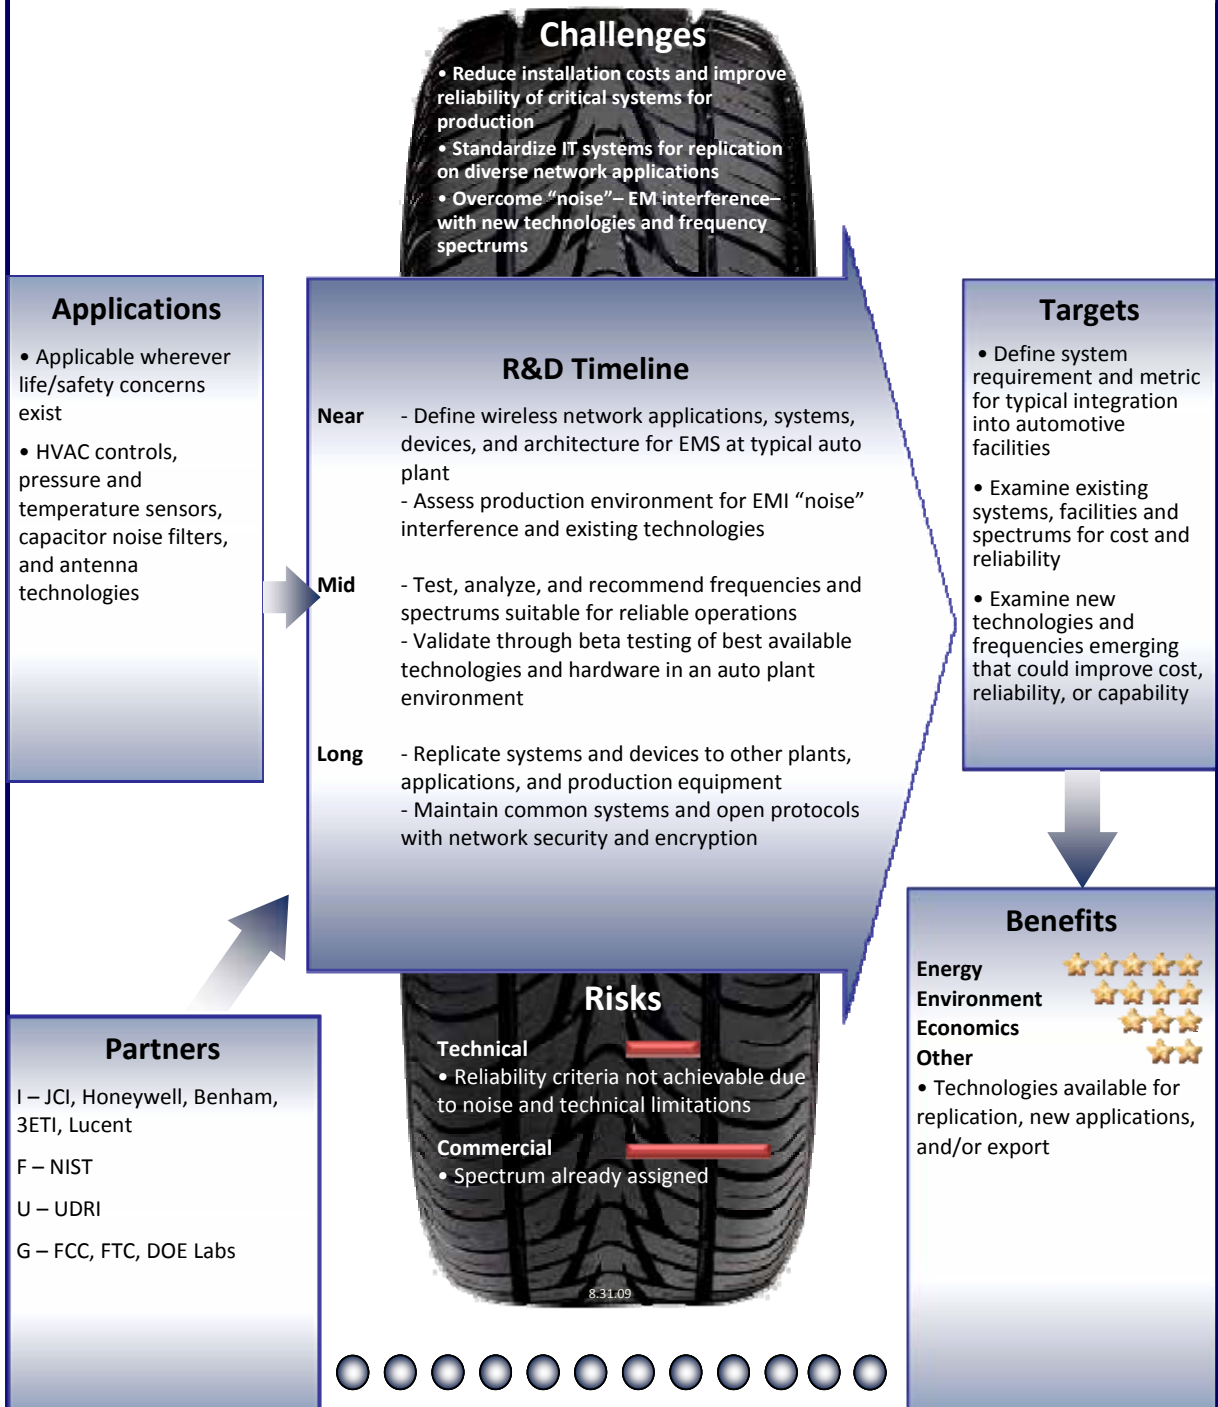 Challenges
• Reduce installation costs and improve
reliability of critical systems for
production
• Standardize IT systems for replication
on diverse network applications
• Overcome “noise”– EM interference–
with new technologies and frequency
spectrums
Applications
• Applicable wherever
life/safety concerns
exist
• HVAC controls,
pressure and
temperature sensors,
capacitor noise filters,
and antenna
technologies
R&D Timeline
Near - Define wireless network applications, systems,
devices, and architecture for EMS at typical auto
plant
- Assess production environment for EMI “noise”
interference and existing technologies
Mid - Test, analyze, and recommend frequencies and
spectrums suitable for reliable operations
- Validate through beta testing of best available
technologies and hardware in an auto plant
environment
Long - Replicate systems and devices to other plants,
applications, and production equipment
- Maintain common systems and open protocols
with network security and encryption
Targets
• Define system
requirement and metric
for typical integration
into automotive
facilities
• Examine existing
systems, facilities and
spectrums for cost and
reliability
• Examine new
technologies and
frequencies emerging
that could improve cost,
reliability, or capability
Partners
I – JCI, Honeywell, Benham,
3ETI, Lucent
F – NIST
U – UDRI
G – FCC, FTC, DOE Labs
Risks
Technical
• Reliability criteria not achievable due
to noise and technical limitations
Commercial
• Spectrum already assigned
8.31.09
Benefits
Energy
Environment
Economics
Other
• Technologies available for
replication, new applications,
and/or export